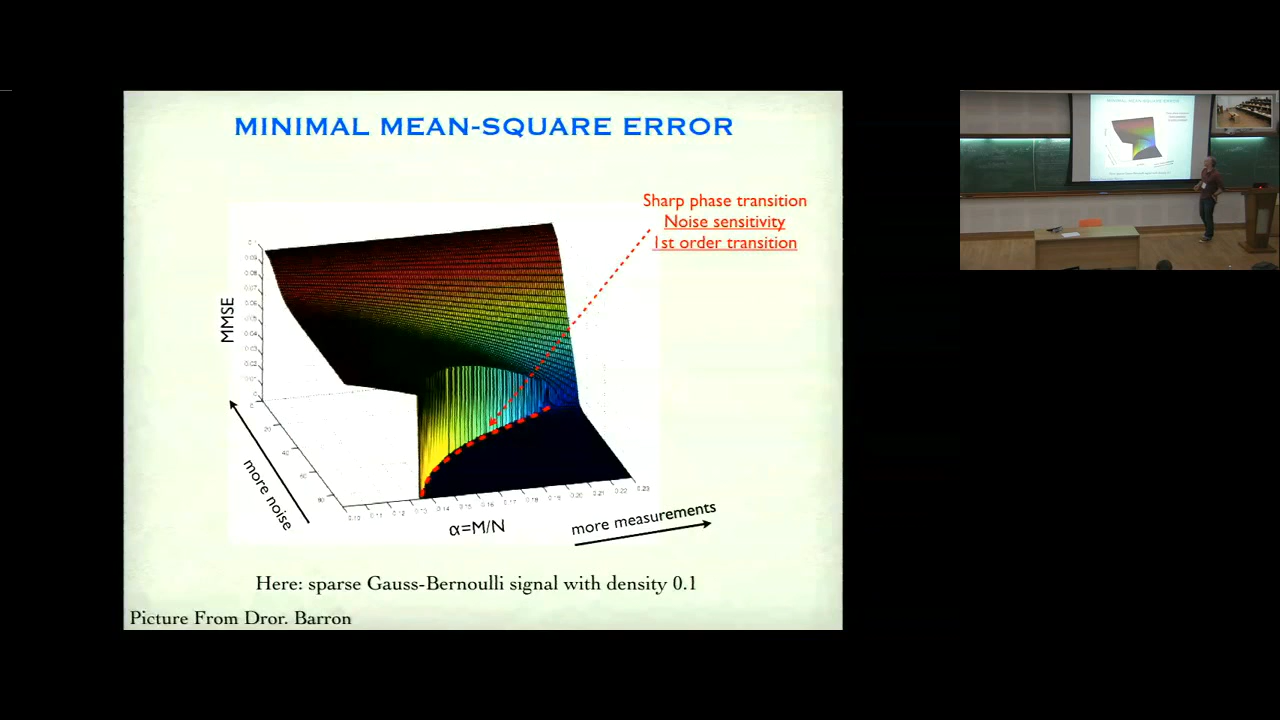 MINIMAL MEAN-SQUARE ERROR
Sharp phase transition
Noise sensitivity
1st order transition
MMSE
more noise
α=M/N
more measurements
Here: sparse Gauss-Bernoulli signal with density 0.1
Picture From Dror. Barron